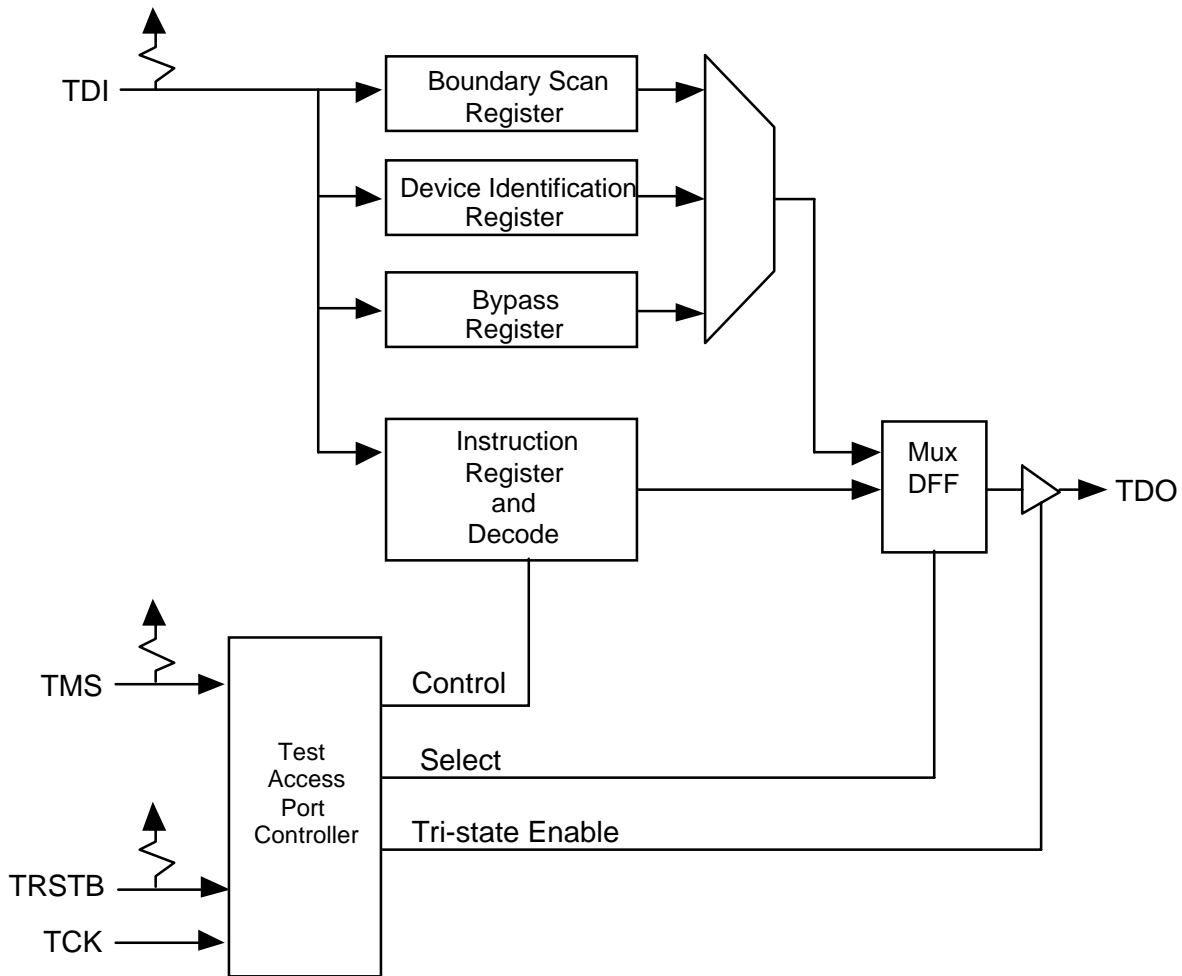 TDI
Boundary Scan
Register
Device Identification
Register
Bypass
Register
Instruction
Register
and
Decode
Mux
DFF
TDO
TMS
Control
Test
Access
Port
Controller
Select
Tri-state Enable
TRSTB
TCK